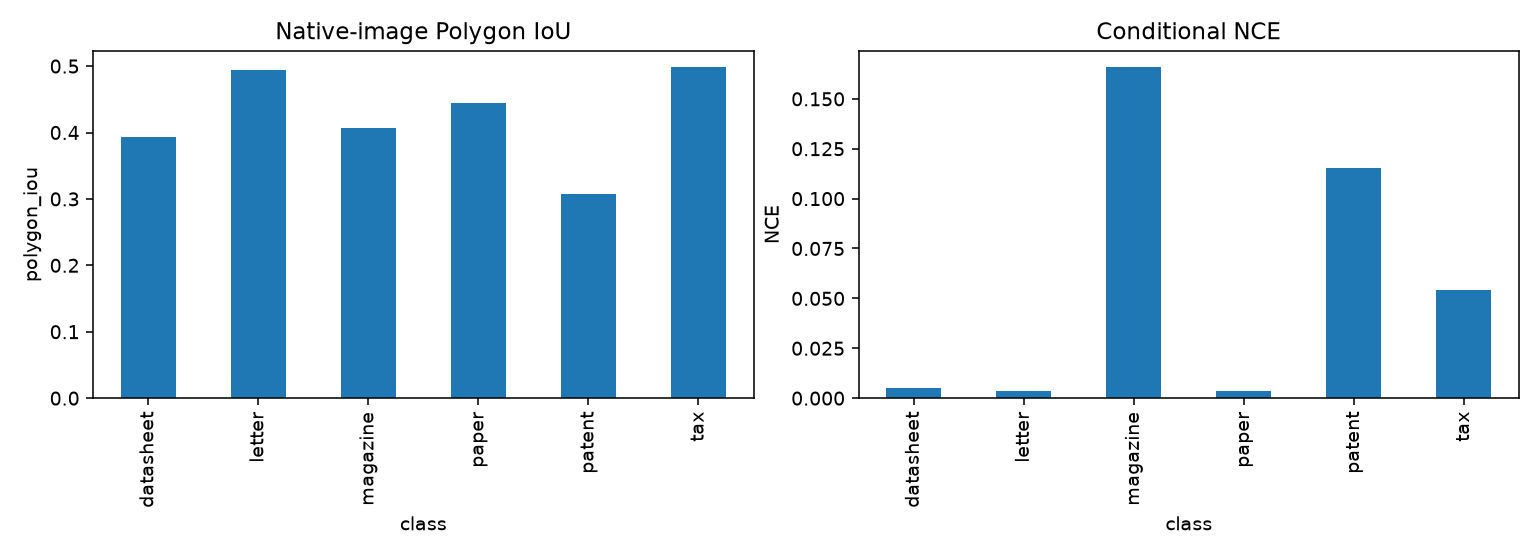 Native-image Polygon IoU
polygon_iou
0.5
0.4
0.3
0.2
0.1
0.0
datasheet
letter
magazine
paper
patent
tax
class
Conditional NCE
NCE
0.150
0.125
0.100
0.075
0.050
0.025
0.000
datasheet
letter
magazine
paper
patent
tax
class